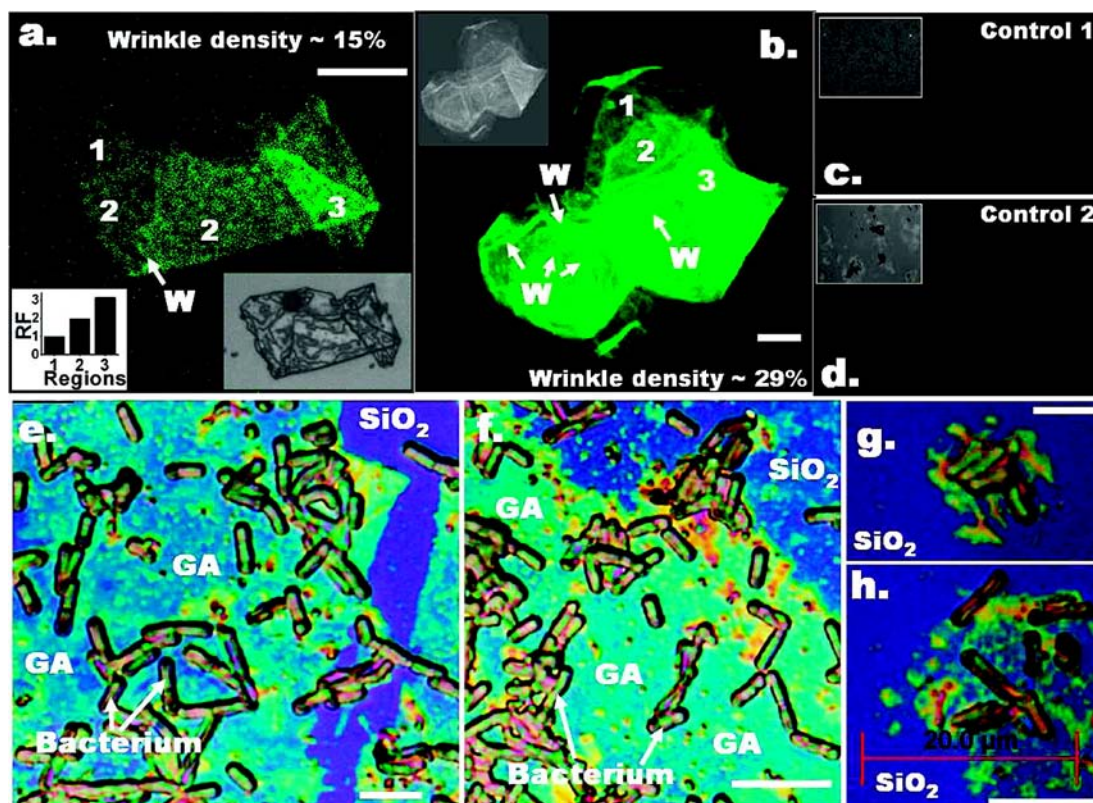 a.
Wrinkle density ~ 15%
1
2
2
3
W
RF
3
2
1
0
1 2 3
Regions
b.
1
2
3
W
W
W
Wrinkle density ~ 29%
Control 1
c.
Control 2
d.
e.
SiO₂
GA
GA
Bacterium
f.
SiO₂
GA
GA
GA
Bacterium
g.
SiO₂
h.
20.0 µm
SiO₂